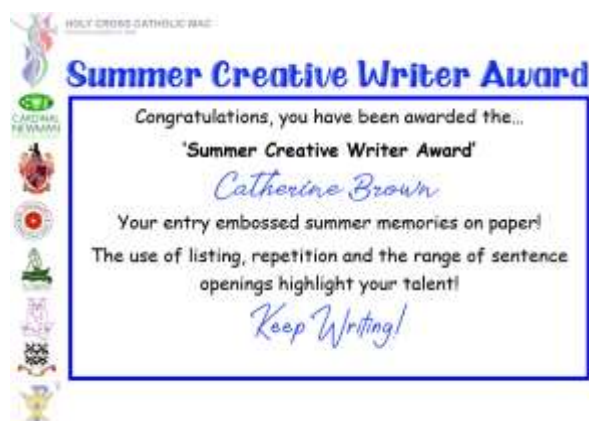 HOLY CROSS CATHOLIC MAC
Summer Creative Writer Award
CARDINAL
NEWMAN
Congratulations, you have been awarded the...
'Summer Creative Writer Award'
Catherine Brown
Your entry embossed summer memories on paper!
The use of listing, repetition and the range of sentence
openings highlight your talent!
Keep Writing!